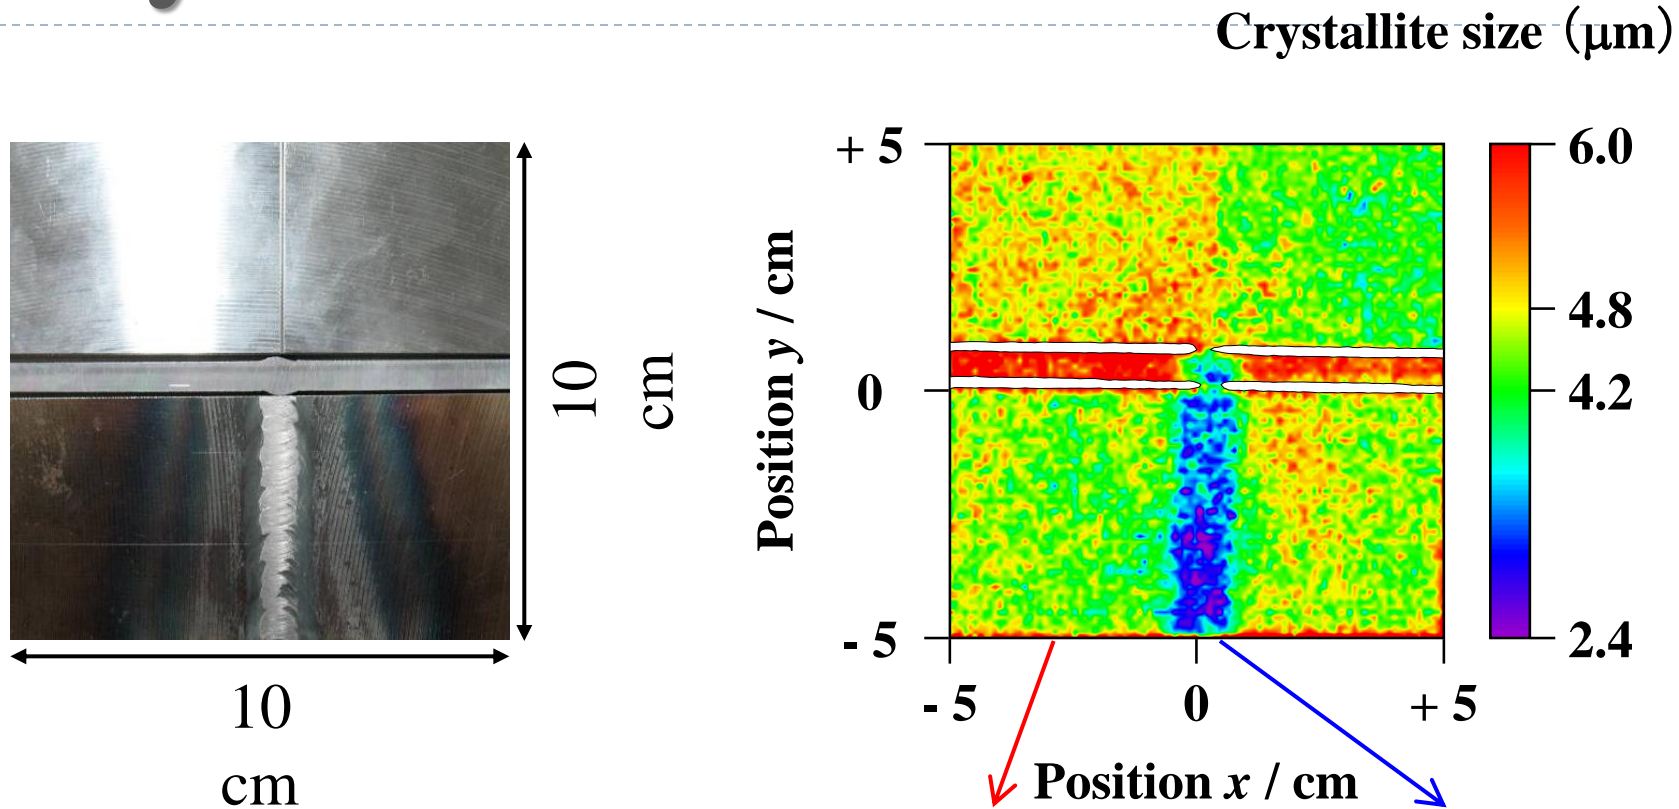 Crystallite size (μm)
10
cm
10
cm
Position y / cm
+ 5
0
- 5
- 5
0
+ 5
Position x / cm
6.0
4.8
4.2
2.4